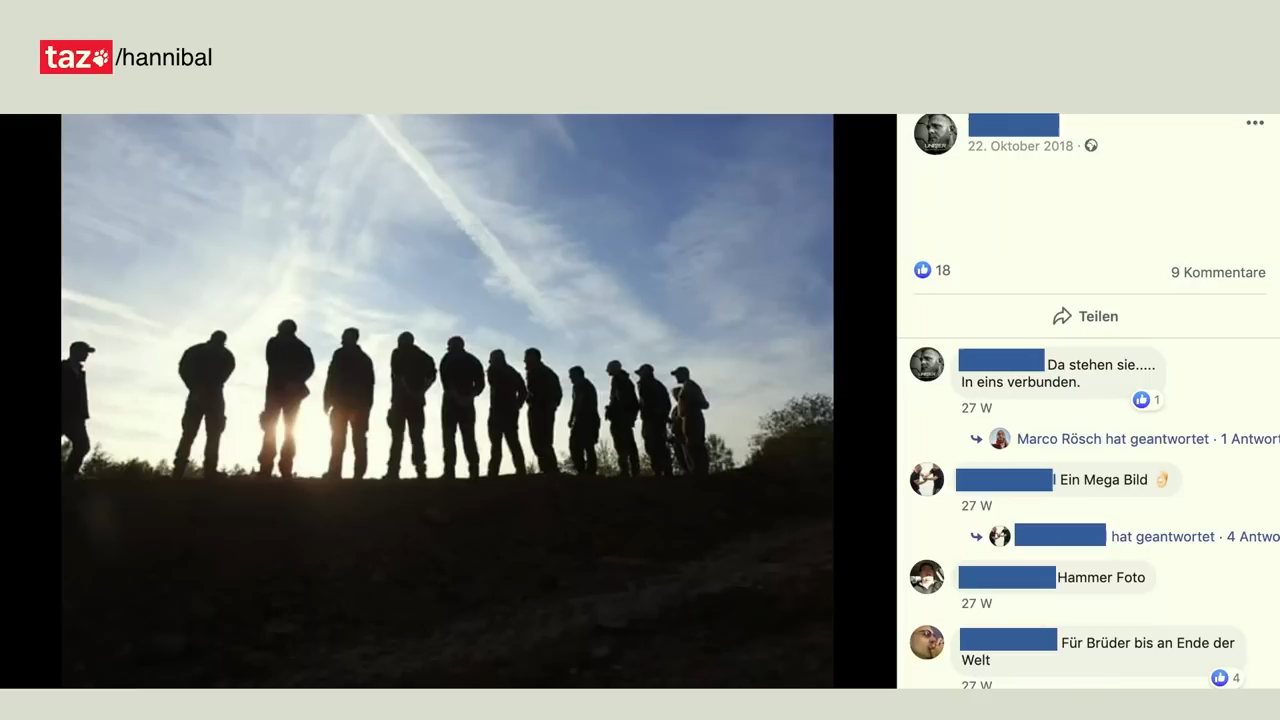 taz/hannibal
22. Oktober 2018 ·
18
9 Kommentare
Teilen
Da stehen sie.....
In eins verbunden.
1
27 W
Marco Rösch hat geantwortet · 1 Antwort
Ein Mega Bild 👌🏻
27 W
hat geantwortet · 4 Antwo
Hammer Foto
27 W
Für Brüder bis an Ende der
Welt
4
27 W